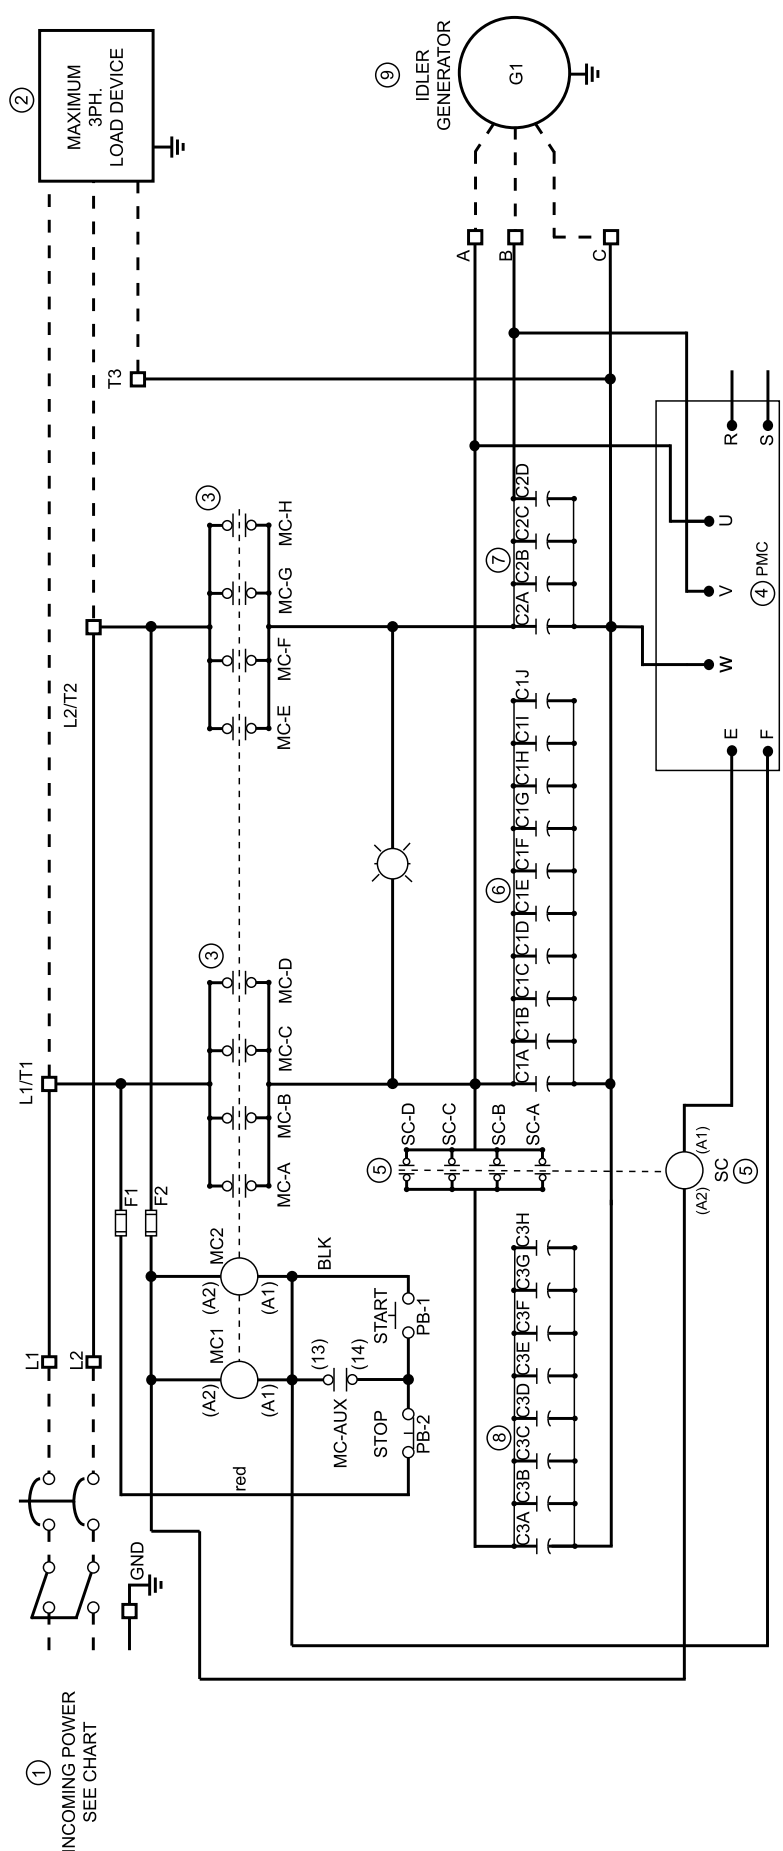 1
INCOMING POWER
SEE CHART
GND
L1
L2
L1/T1
L2/T2
T3
2
MAXIMUM
3PH.
LOAD DEVICE
F1
F2
red
BLK
MC1
(A2)
(A1)
MC2
(A2)
(A1)
MC-AUX
(13)
(14)
STOP
PB-2
START
PB-1
3
MC-A
MC-B
MC-C
MC-D
3
MC-E
MC-F
MC-G
MC-H
5
SC-D
SC-C
SC-B
SC-A
8
C3A
C3B
C3C
C3D
C3E
C3F
C3G
C3H
6
C1A
C1B
C1C
C1D
C1E
C1F
C1G
C1H
C1I
C1J
7
C2A
C2B
C2C
C2D
A
B
C
9
IDLER
GENERATOR
G1
(A2)
(A1)
SC
5
E
F
W
V
U
R
S
4
PMC